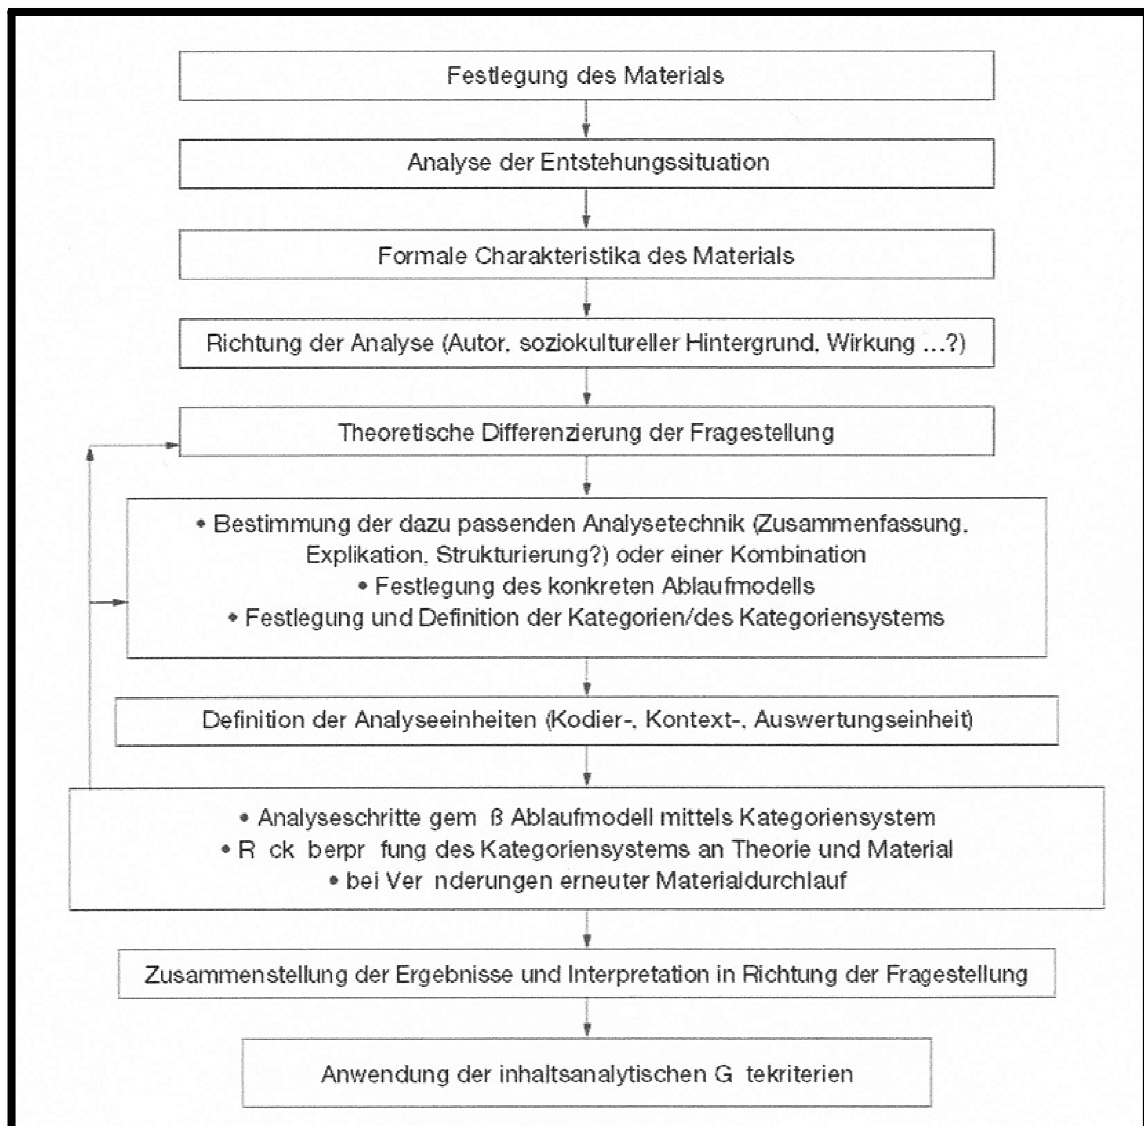 Festlegung des Materials
Analyse der Entstehungssituation
Formale Charakteristika des Materials
Richtung der Analyse (Autor, soziokultureller Hintergrund, Wirkung ...?)
Theoretische Differenzierung der Fragestellung
• Bestimmung der dazu passenden Analysetechnik (Zusammenfassung,
Explikation, Strukturierung?) oder einer Kombination
• Festlegung des konkreten Ablaufmodells
• Festlegung und Definition der Kategorien/des Kategoriensystems
Definition der Analyseeinheiten (Kodier-, Kontext-, Auswertungseinheit)
• Analyseschritte gem ß Ablaufmodell mittels Kategoriensystem
• R ck berpr fung des Kategoriensystems an Theorie und Material
• bei Ver nderungen erneuter Materialdurchlauf
Zusammenstellung der Ergebnisse und Interpretation in Richtung der Fragestellung
Anwendung der inhaltsanalytischen G tekriterien